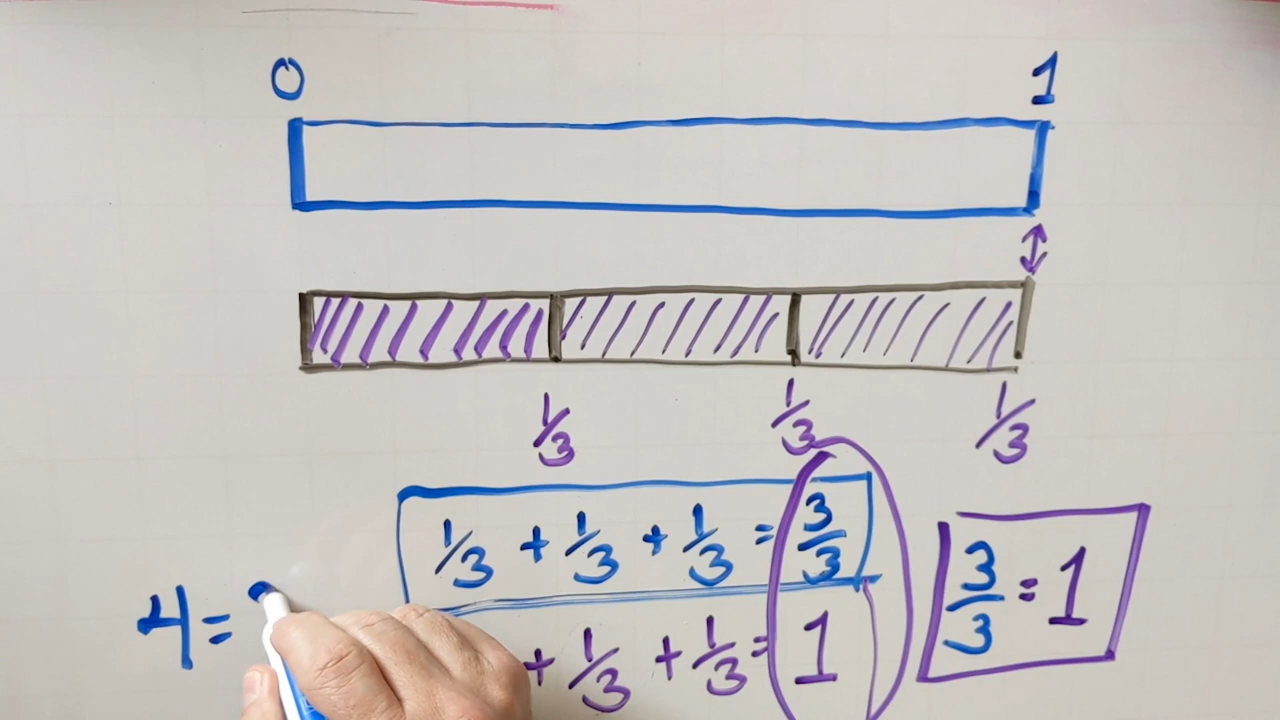 0 1
1/3 1/3 1/3
1/3 + 1/3 + 1/3 = 3/3
3/3 = 1
4 =
+ 1/3 + 1/3 = 1